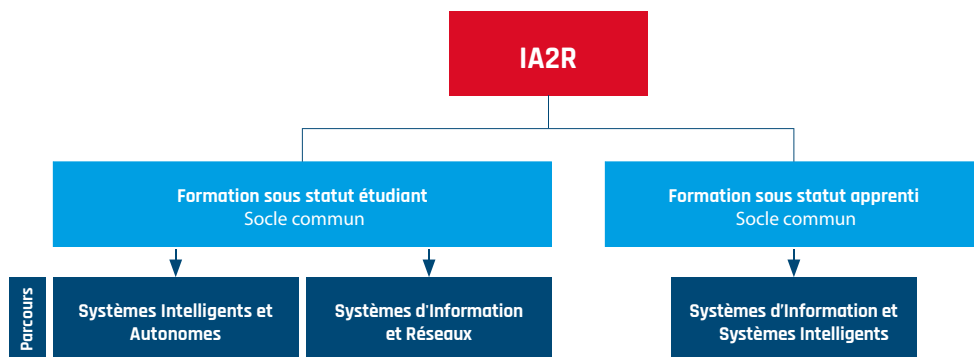 IA2R
Formation sous statut étudiant
Socle commun
Formation sous statut apprenti
Socle commun
Parcours
Systèmes Intelligents et
Autonomes
Systèmes d'Information
et Réseaux
Systèmes d’Information et
Systèmes Intelligents